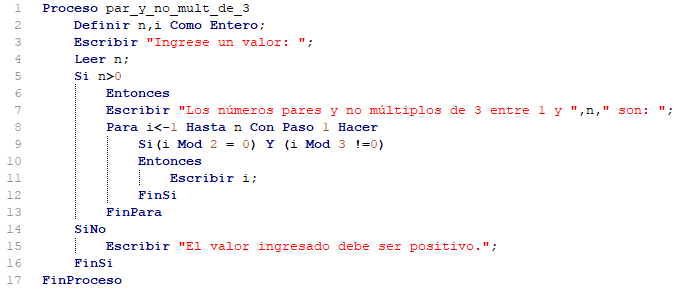 1 Proceso par_y_no_mult_de_3
2 Definir n,i Como Entero;
3 Escribir "Ingrese un valor: ";
4 Leer n;
5 Si n>0
6 Entonces
7 Escribir "Los números pares y no múltiplos de 3 entre 1 y ",n," son: ";
8 Para i<-1 Hasta n Con Paso 1 Hacer
9 Si(i Mod 2 = 0) Y (i Mod 3 !=0)
10 Entonces
11 Escribir i;
12 FinSi
13 FinPara
14 SiNo
15 Escribir "El valor ingresado debe ser positivo.";
16 FinSi
17 FinProceso